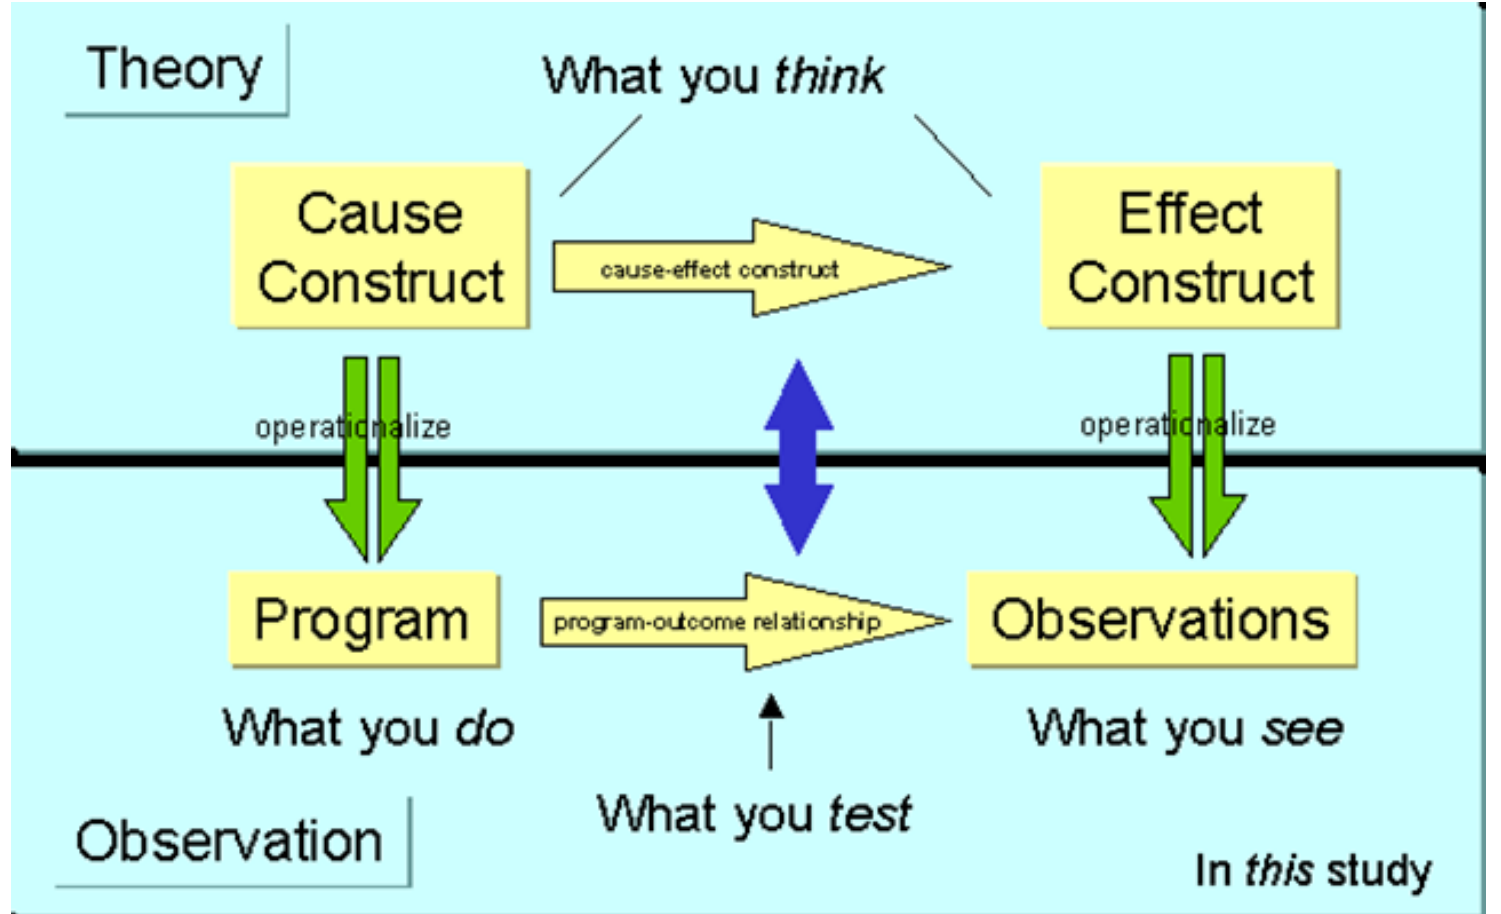 Theory
What you think
Cause
Construct
cause-effect construct
Effect
Construct
operationalize
operationalize
Program
program-outcome relationship
Observations
What you do
What you see
What you test
Observation
In this study